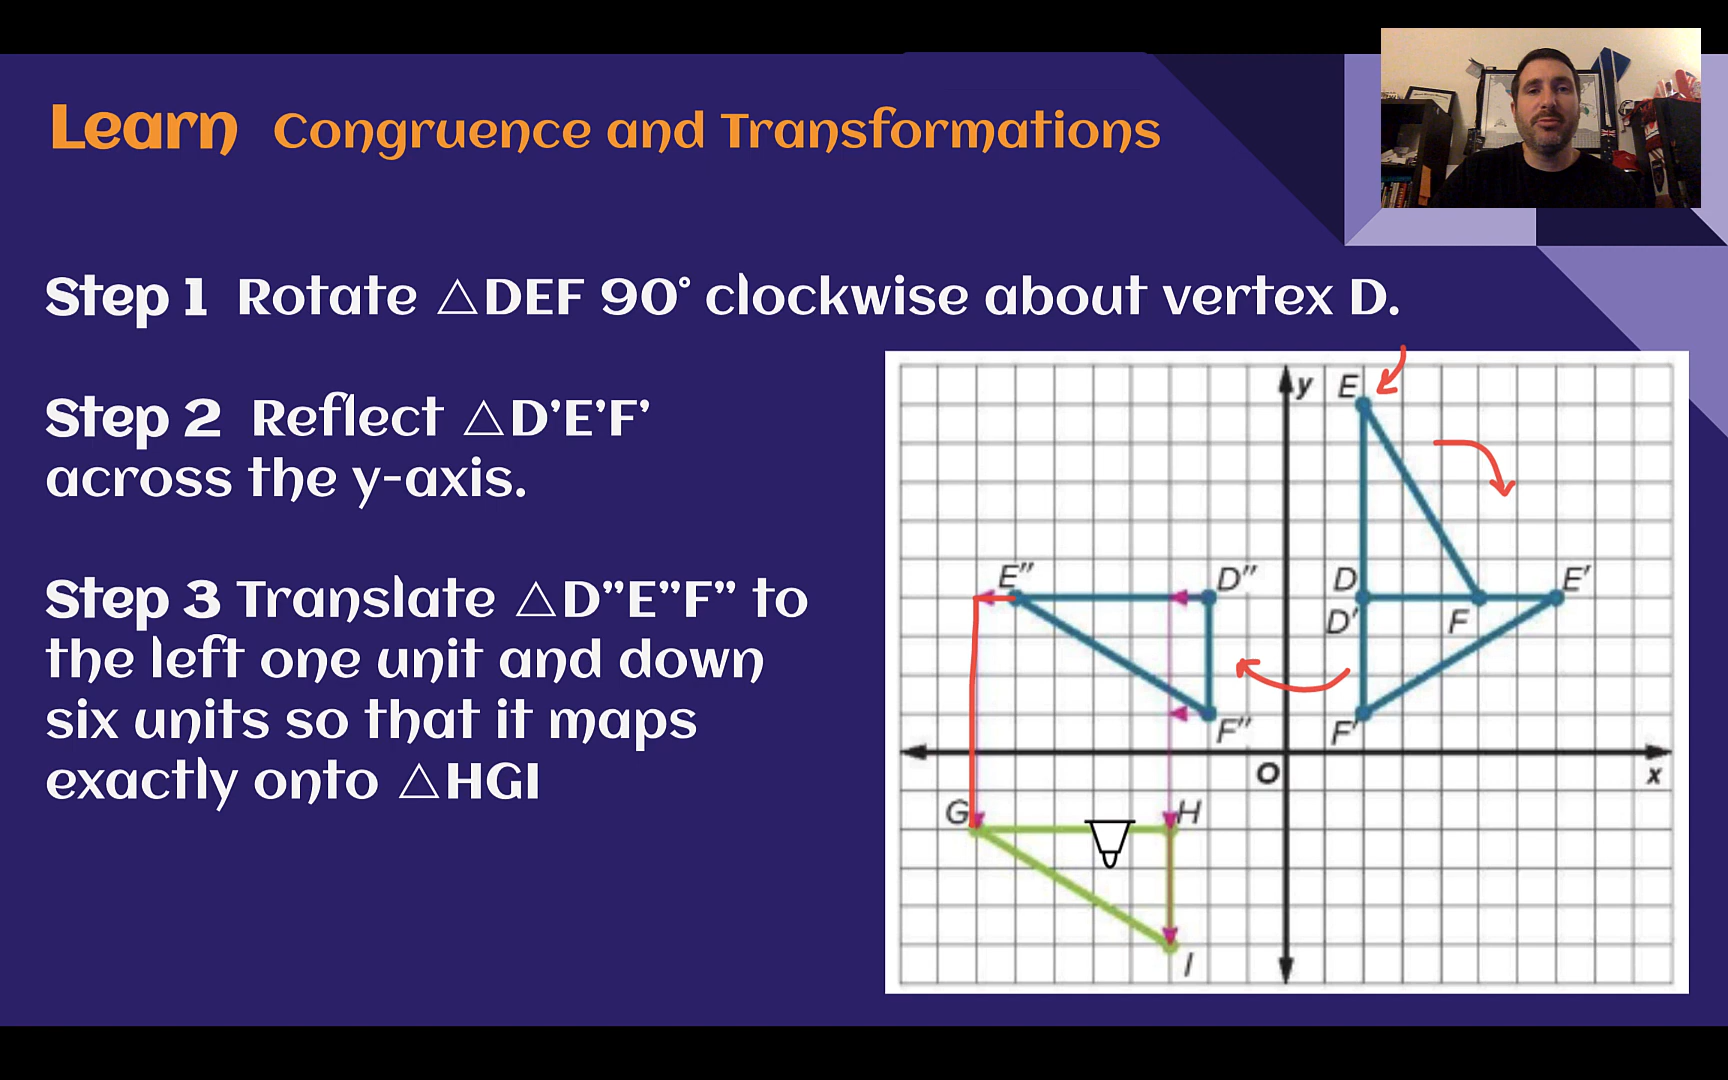 Learn Congruence and Transformations
Step 1 Rotate △DEF 90° clockwise about vertex D.
Step 2 Reflect △D’E’F’
across the y-axis.
Step 3 Translate △D”E”F” to
the left one unit and down
six units so that it maps
exactly onto △HGI
y E
E″ D″ D E′
D′ F
F″ F′
O x
G H
I